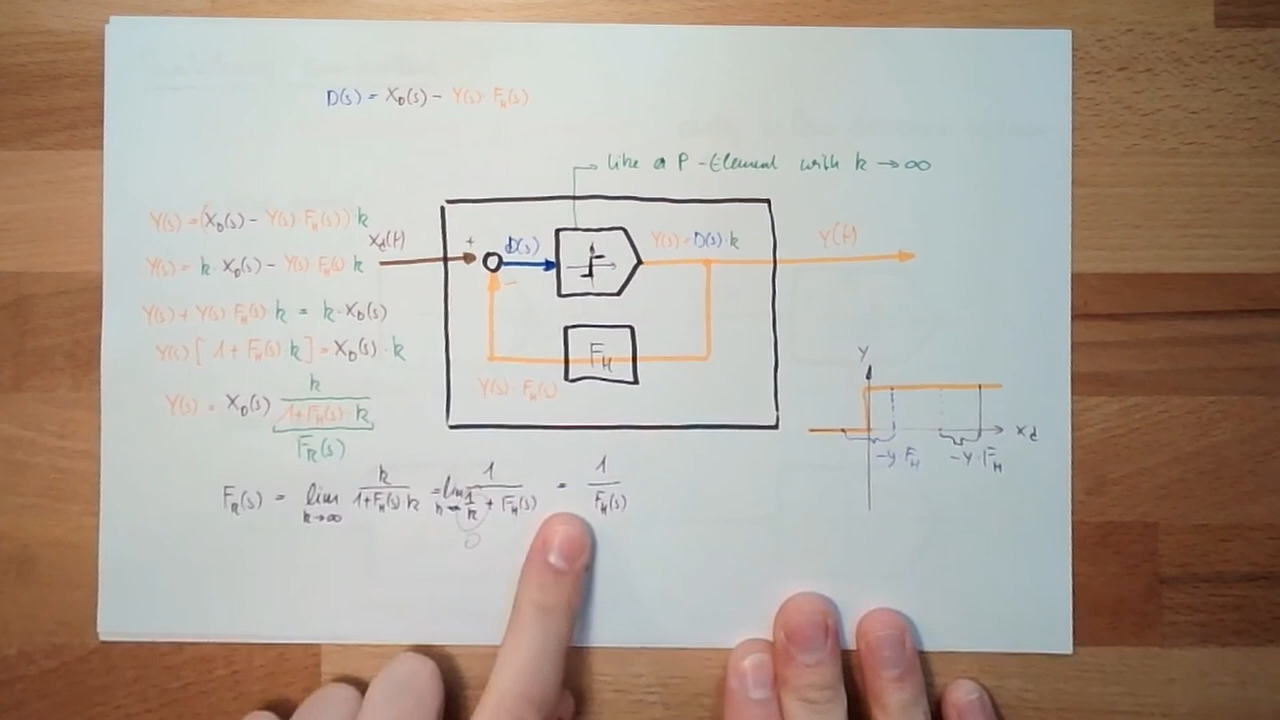 D(s) = X_D(s) - Y(s)·F_H(s)
Like a P-Element with k → ∞
Y(s) = (X_D(s) - Y(s)·F_H(s))·k
X_d(t)
+
D(s)
Y(s) = D(s)·k
Y(t)
Y(s) = k·X_D(s) - Y(s)·F_H(s)·k
-
Y(s) + Y(s)·F_H(s)·k = k·X_D(s)
Y(s)[1 + F_H(s)·k] = X_D(s)·k
F_H
Y
Y(s) = X_D(s) k / (1+F_H(s)·k)
F_R(s)
Y(s)·F_H(s)
X_d
-Y·F_H
-Y·F_H
F_R(s) = lim k→∞ k / (1+F_H(s)·k) = lim k→∞ 1 / (1/k + F_H(s)) = 1 / F_H(s)
0